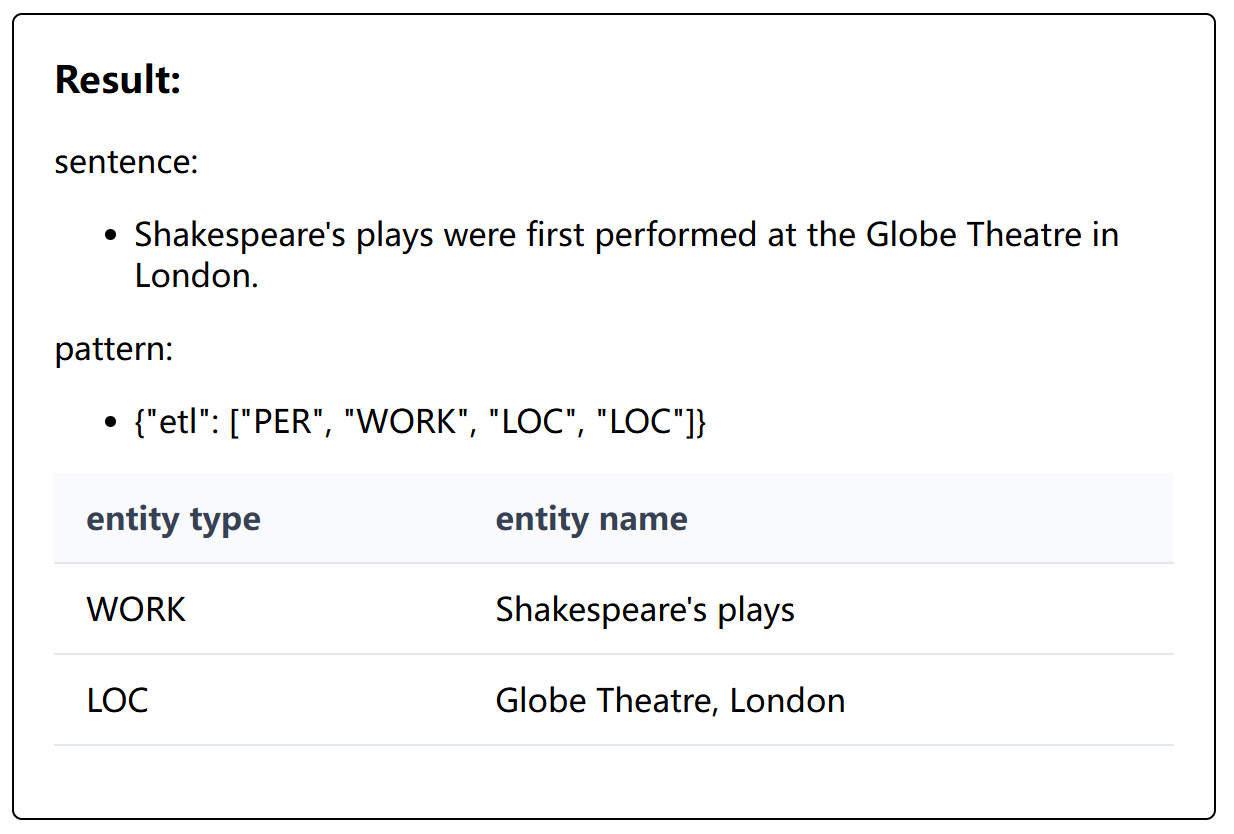 Result:
sentence:
• Shakespeare's plays were first performed at the Globe Theatre in
London.
pattern:
• {"etl": ["PER", "WORK", "LOC", "LOC"]}
entity type entity name
WORK Shakespeare's plays
LOC Globe Theatre, London